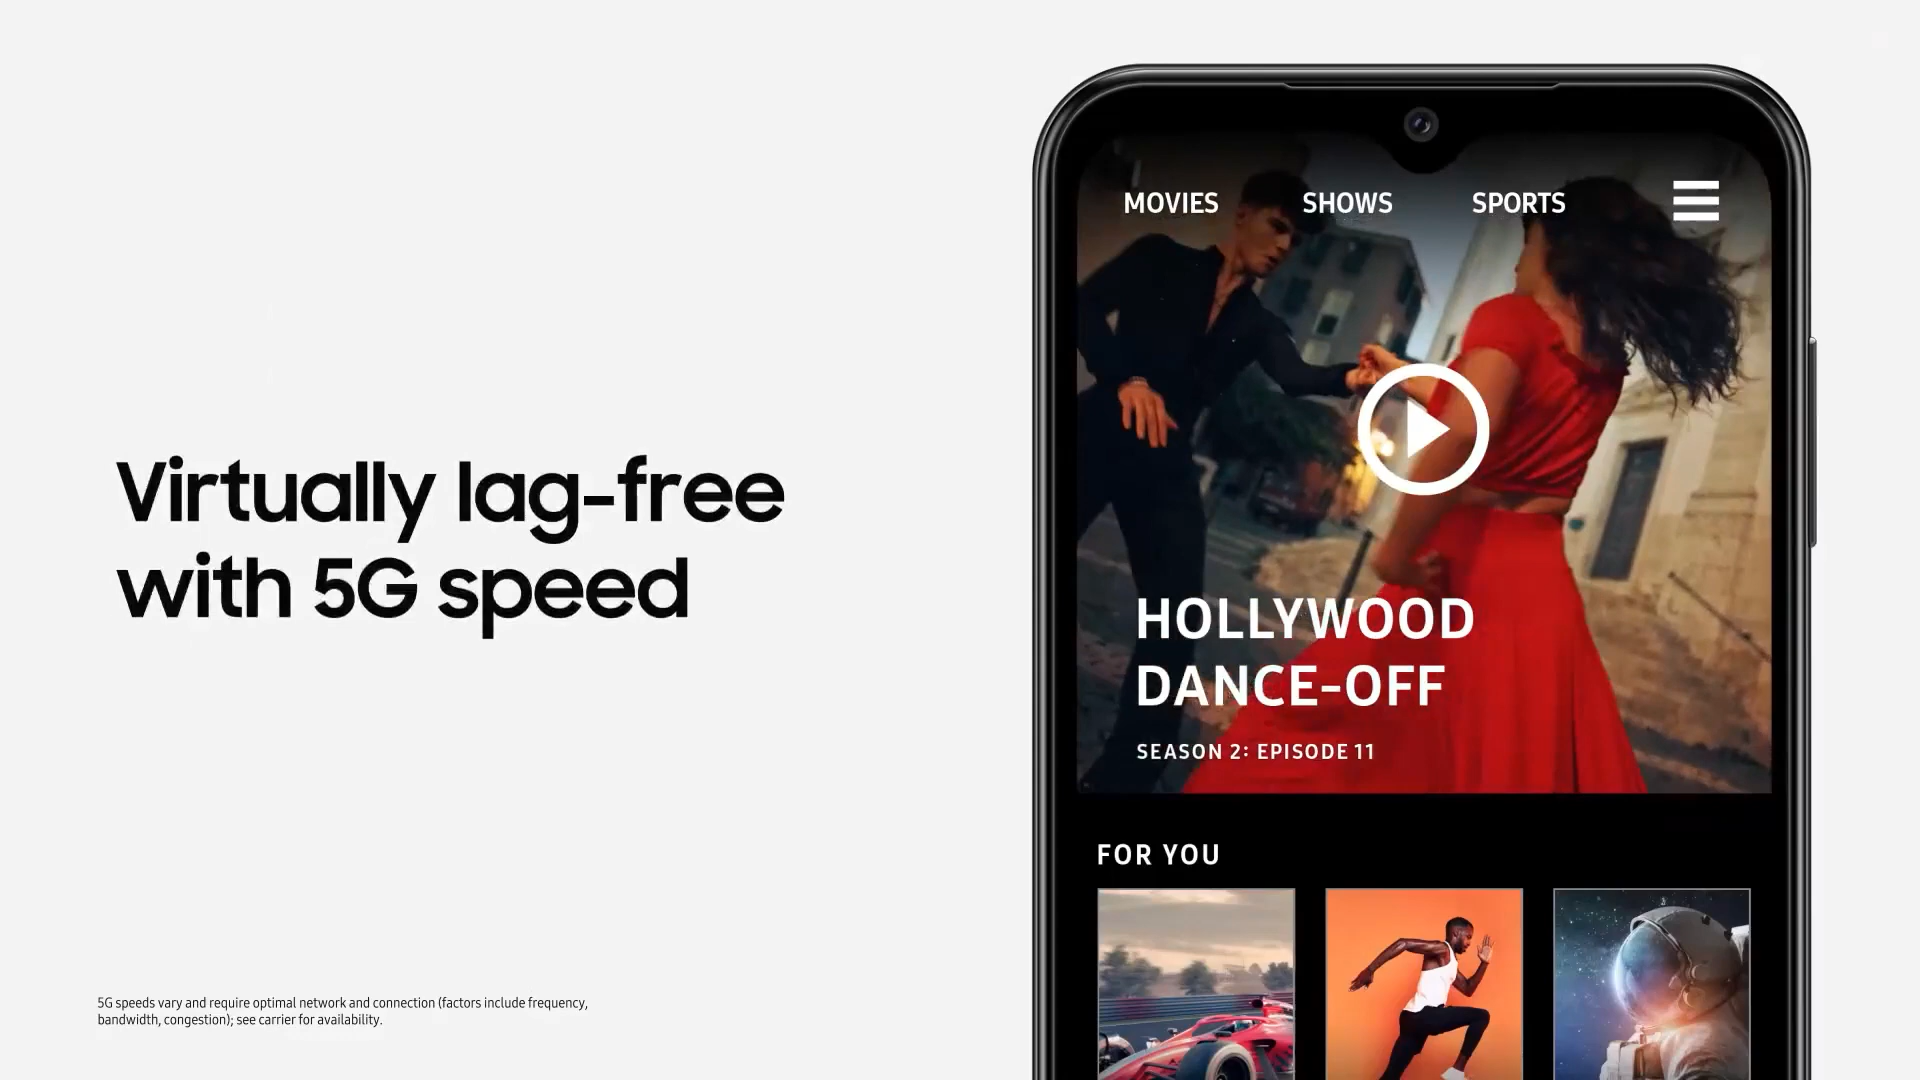 Virtually lag-free
with 5G speed
5G speeds vary and require optimal network and connection (factors include frequency,
bandwidth, congestion); see carrier for availability.
MOVIES SHOWS SPORTS
HOLLYWOOD
DANCE-OFF
SEASON 2: EPISODE 11
FOR YOU